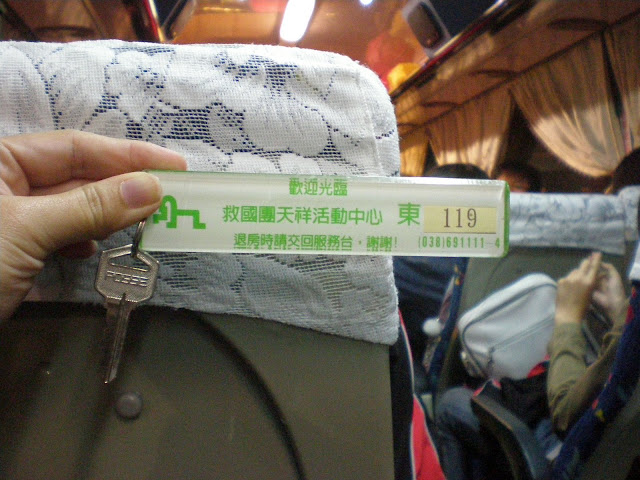 歡迎光臨
救國團天祥活動中心 東 119
退房時請交回服務台，謝謝! (038)691111-4